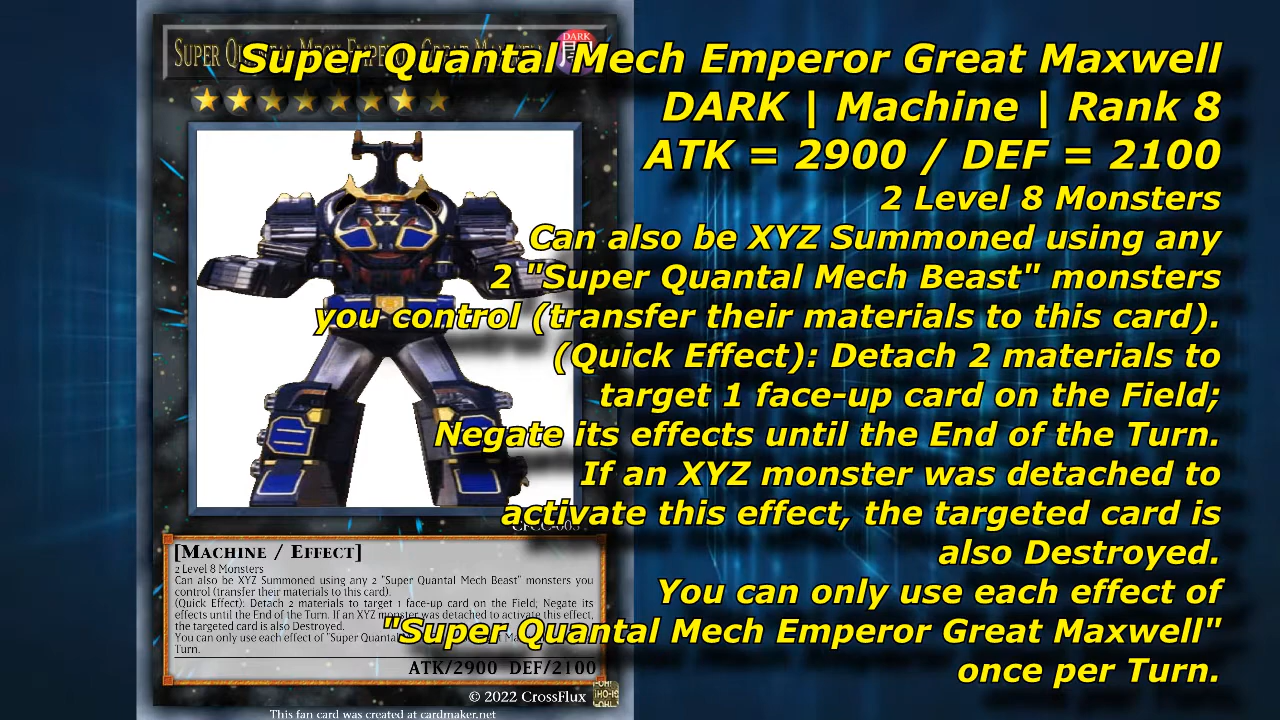 Super Quantal Mech Emperor Great Maxwell
DARK
Super Quantal Mech Emperor Great Maxwell
DARK | Machine | Rank 8
ATK = 2900 / DEF = 2100
2 Level 8 Monsters
Can also be XYZ Summoned using any
2 "Super Quantal Mech Beast" monsters
you control (transfer their materials to this card).
(Quick Effect): Detach 2 materials to
target 1 face-up card on the Field;
Negate its effects until the End of the Turn.
If an XYZ monster was detached to
activate this effect, the targeted card is
also Destroyed.
You can only use each effect of
"Super Quantal Mech Emperor Great Maxwell"
once per Turn.
[Machine / Effect]
2 Level 8 Monsters
Can also be XYZ Summoned using any 2 "Super Quantal Mech Beast" monsters you
control (transfer their materials to this card).
(Quick Effect): Detach 2 materials to target 1 face-up card on the Field; Negate its
effects until the End of the Turn. If an XYZ monster was detached to activate this effect,
the targeted card is also Destroyed.
You can only use each effect of "Super Quantal
Turn.
ATK/2900 DEF/2100
© 2022 CrossFlux
This fan card was created at cardmaker.net